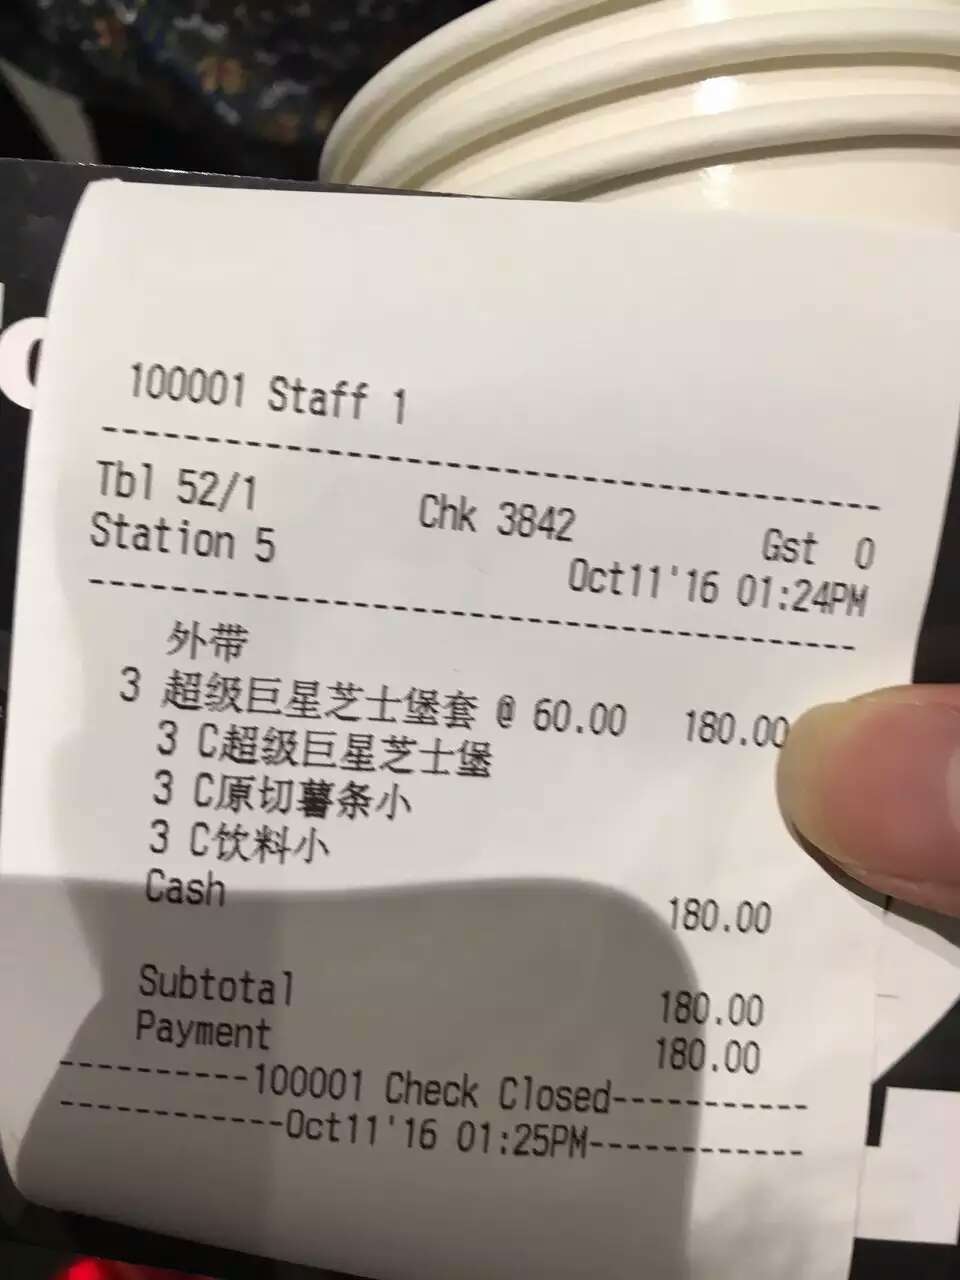 100001 Staff 1
--------------------------------
Tbl 52/1 Chk 3842 Gst 0
Station 5 Oct11'16 01:24PM
--------------------------------
外带
3 超级巨星芝士堡套 @ 60.00 180.00
3 C超级巨星芝士堡
3 C原切薯条小
3 C饮料小
Cash 180.00
Subtotal 180.00
Payment 180.00
----------100001 Check Closed-----------
------------Oct11'16 01:25PM------------